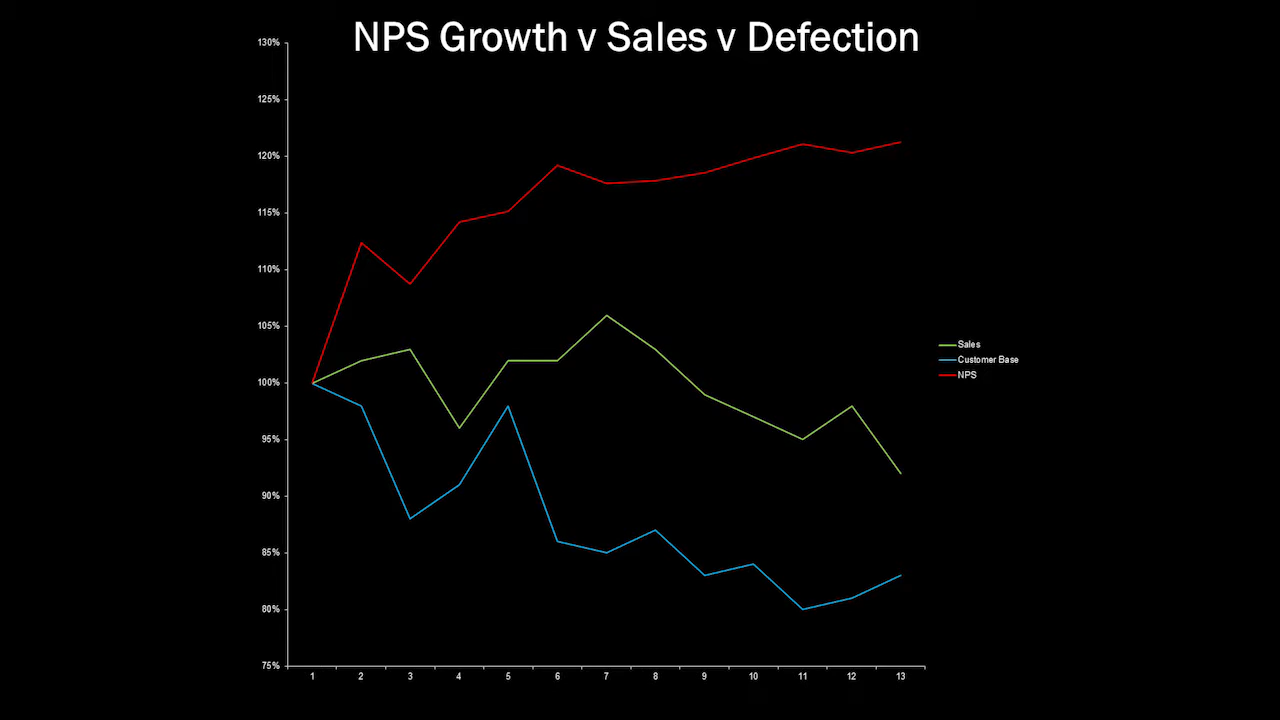 NPS Growth v Sales v Defection
130%
125%
120%
115%
110%
105%
100%
95%
90%
85%
80%
75%
1 2 3 4 5 6 7 8 9 10 11 12 13
Sales
Customer Base
NPS